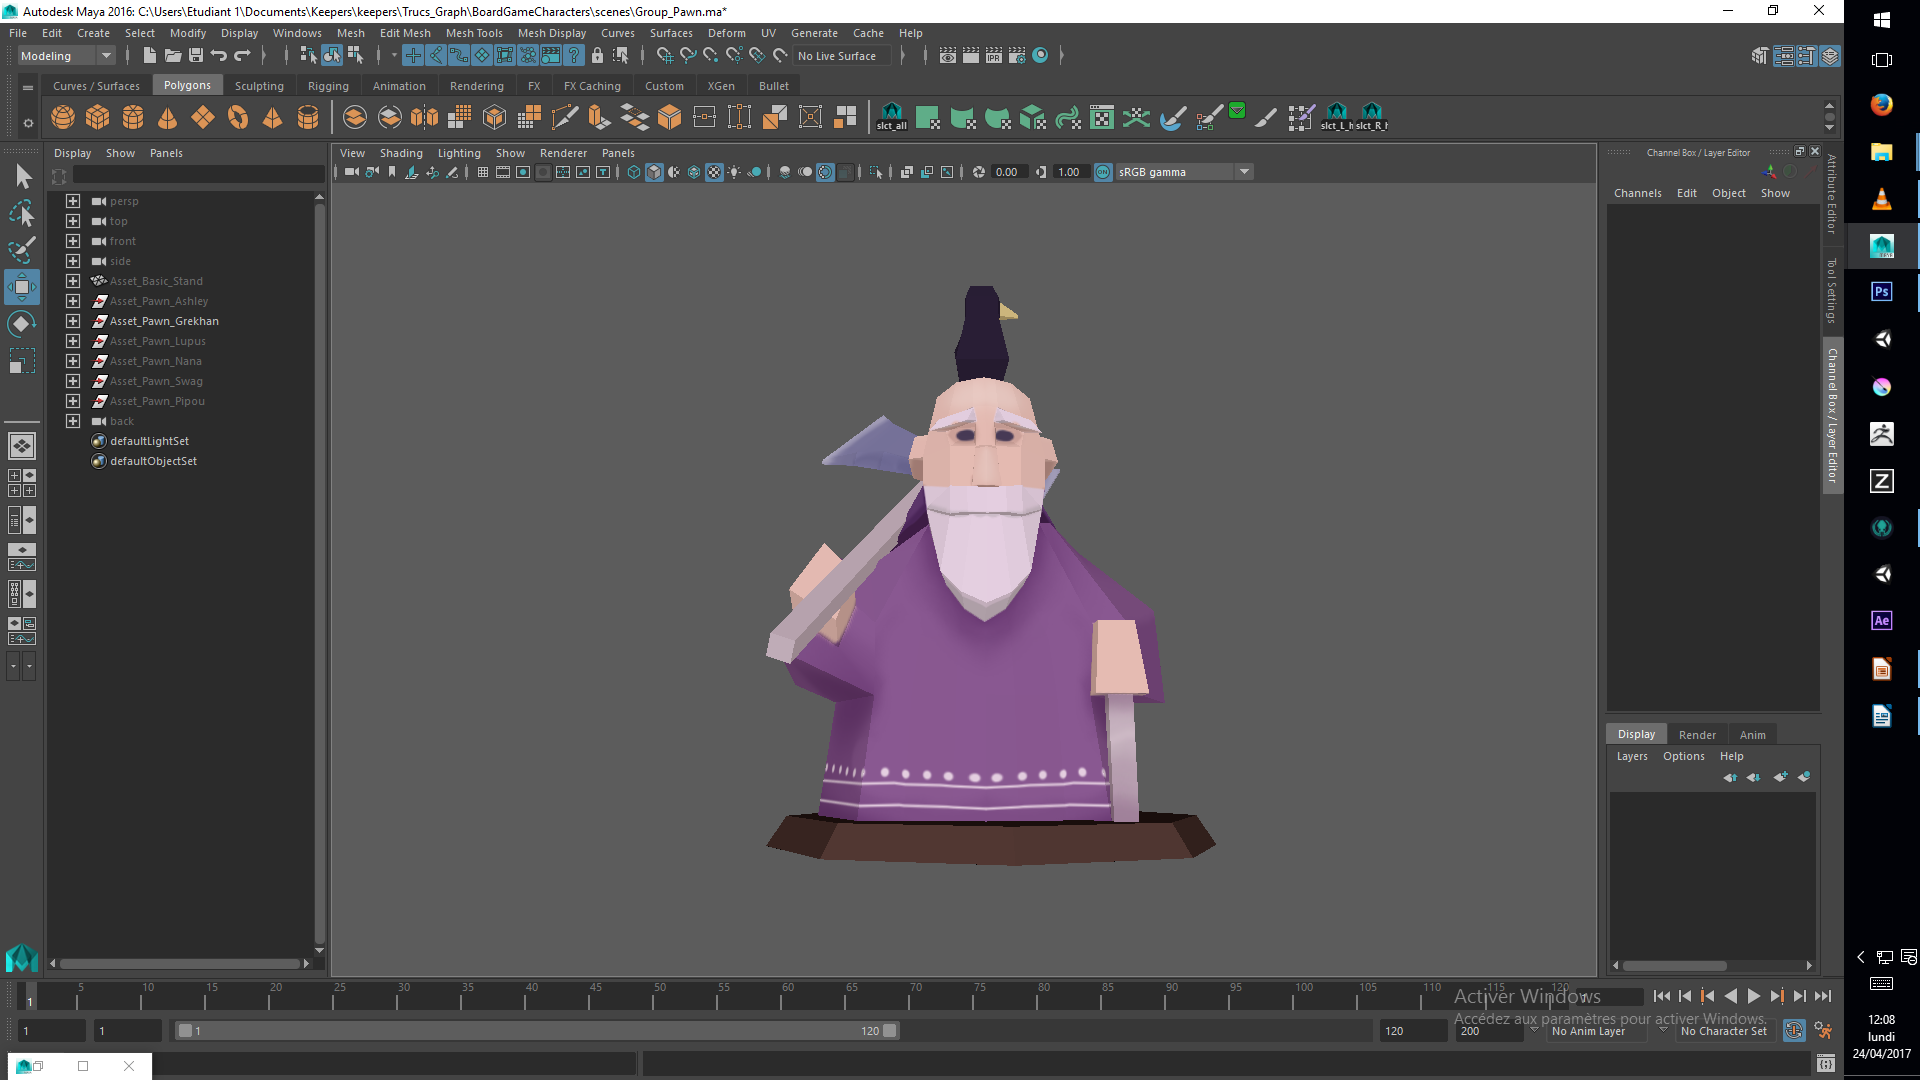 Autodesk Maya 2016: C:\Users\Etudiant 1\Documents\Keepers\keepers\Trucs_Graph\BoardGameCharacters\scenes\Group_Pawn.ma*
File Edit Create Select Modify Display Windows Mesh Edit Mesh Mesh Tools Mesh Display Curves Surfaces Deform UV Generate Cache Help
Modeling
No Live Surface
IPR
Curves / Surfaces Polygons Sculpting Rigging Animation Rendering FX FX Caching Custom XGen Bullet
slct_all slct_L_h slct_R_h
Display Show Panels
View Shading Lighting Show Renderer Panels
0.00 1.00 ON sRGB gamma
persp
top
front
side
Asset_Basic_Stand
Asset_Pawn_Ashley
Asset_Pawn_Grekhan
Asset_Pawn_Lupus
Asset_Pawn_Nana
Asset_Pawn_Swag
Asset_Pawn_Pipou
back
defaultLightSet
defaultObjectSet
Channel Box / Layer Editor
Channels Edit Object Show
Attribute Editor
Tool Settings
Channel Box / Layer Editor
Display Render Anim
Layers Options Help
Ps
Z
Ae
1 5 10 15 20 25 30 35 40 45 50 55 60 65 70 75 80 85 90 95 100 105 110 115 120
Activer Windows
Accédez aux paramètres pour activer Windows.
1 1 1 120 120 200 No Anim Layer No Character Set
12:08
lundi
24/04/2017